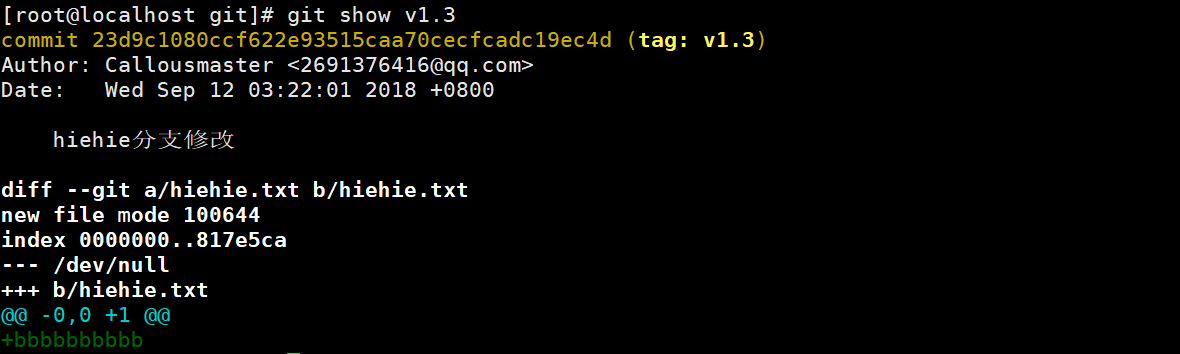 [root@localhost git]# git show v1.3
commit 23d9c1080ccf622e93515caa70cecfcadc19ec4d (tag: v1.3)
Author: Callousmaster <2691376416@qq.com>
Date:   Wed Sep 12 03:22:01 2018 +0800
    hiehie分支修改
diff --git a/hiehie.txt b/hiehie.txt
new file mode 100644
index 0000000..817e5ca
--- /dev/null
+++ b/hiehie.txt
@@ -0,0 +1 @@
+bbbbbbbbbb